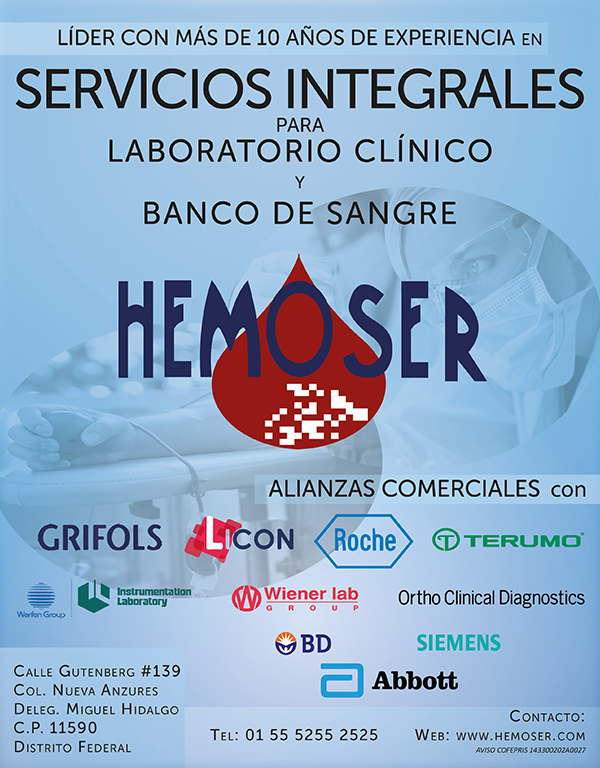 LÍDER CON MÁS DE 10 AÑOS DE EXPERIENCIA EN
SERVICIOS INTEGRALES
PARA
LABORATORIO CLÍNICO
Y
BANCO DE SANGRE
HEMOSER
ALIANZAS COMERCIALES con
GRIFOLS
LICON
Roche
TERUMO®
Werfen Group
Instrumentation
Laboratory
Wiener lab
GROUP
Ortho Clinical Diagnostics
BD
SIEMENS
Abbott
CALLE GUTENBERG #139
COL. NUEVA ANZURES
DELEG. MIGUEL HIDALGO
C.P. 11590
DISTRITO FEDERAL
TEL: 01 55 5255 2525
CONTACTO:
WEB: WWW.HEMOSER.COM
AVISO COFEPRIS 143300202A0027